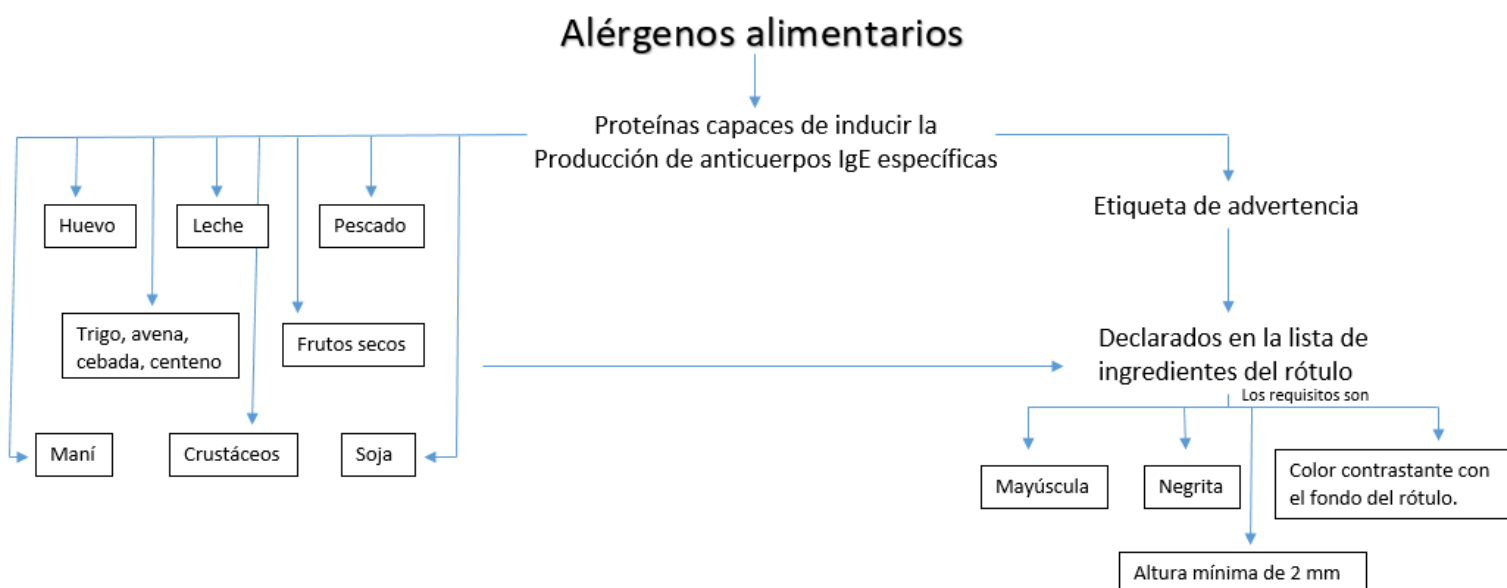 Alérgenos alimentarios
Proteínas capaces de inducir la
Producción de anticuerpos IgE específicas
Huevo
Leche
Pescado
Trigo, avena,
cebada, centeno
Frutos secos
Maní
Crustáceos
Soja
Etiqueta de advertencia
Declarados en la lista de
ingredientes del rótulo
Los requisitos son
Mayúscula
Negrita
Color contrastante con
el fondo del rótulo.
Altura mínima de 2 mm